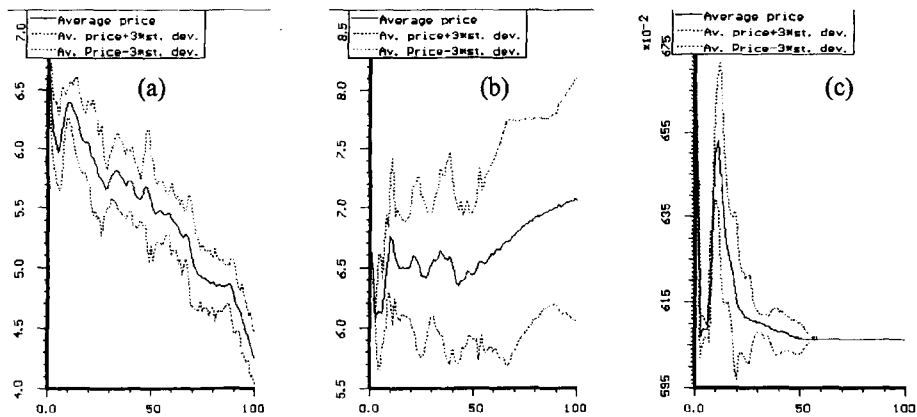 Average price
Av. price+3*st. dev.
Av. Price-3*st. dev.
(a)
7.0
6.5
6.0
5.5
5.0
4.5
4.0
0.0 50 100
Average price
Av. price+3*st. dev.
Av. Price-3*st. dev.
(b)
8.5
8.0
7.5
7.0
6.5
6.0
5.5
0.0 50 100
Average price
Av. price+3*st. dev.
Av. Price-3*st. dev.
(c)
*10-2
675
655
635
615
595
0.0 50 100